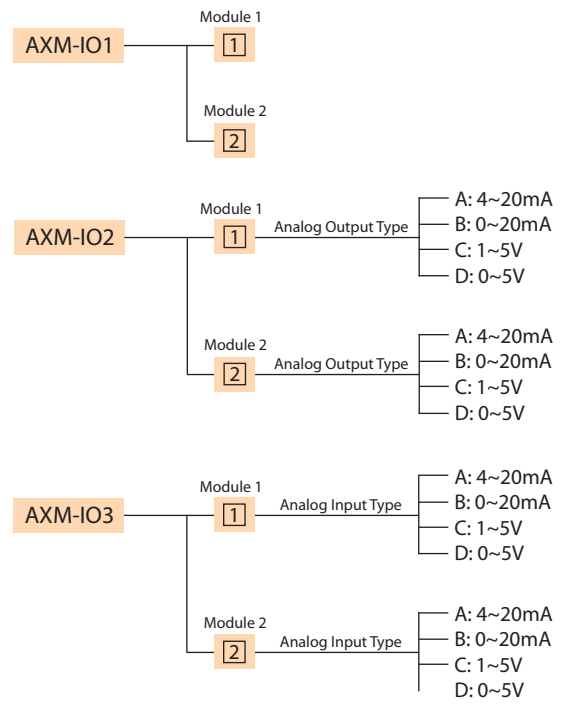 Module 1
AXM-IO1
1
Module 2
2
Module 1
AXM-IO2
1
Analog Output Type
A: 4~20mA
B: 0~20mA
C: 1~5V
D: 0~5V
Module 2
2
Analog Output Type
A: 4~20mA
B: 0~20mA
C: 1~5V
D: 0~5V
Module 1
AXM-IO3
1
Analog Input Type
A: 4~20mA
B: 0~20mA
C: 1~5V
D: 0~5V
Module 2
2
Analog Input Type
A: 4~20mA
B: 0~20mA
C: 1~5V
D: 0~5V